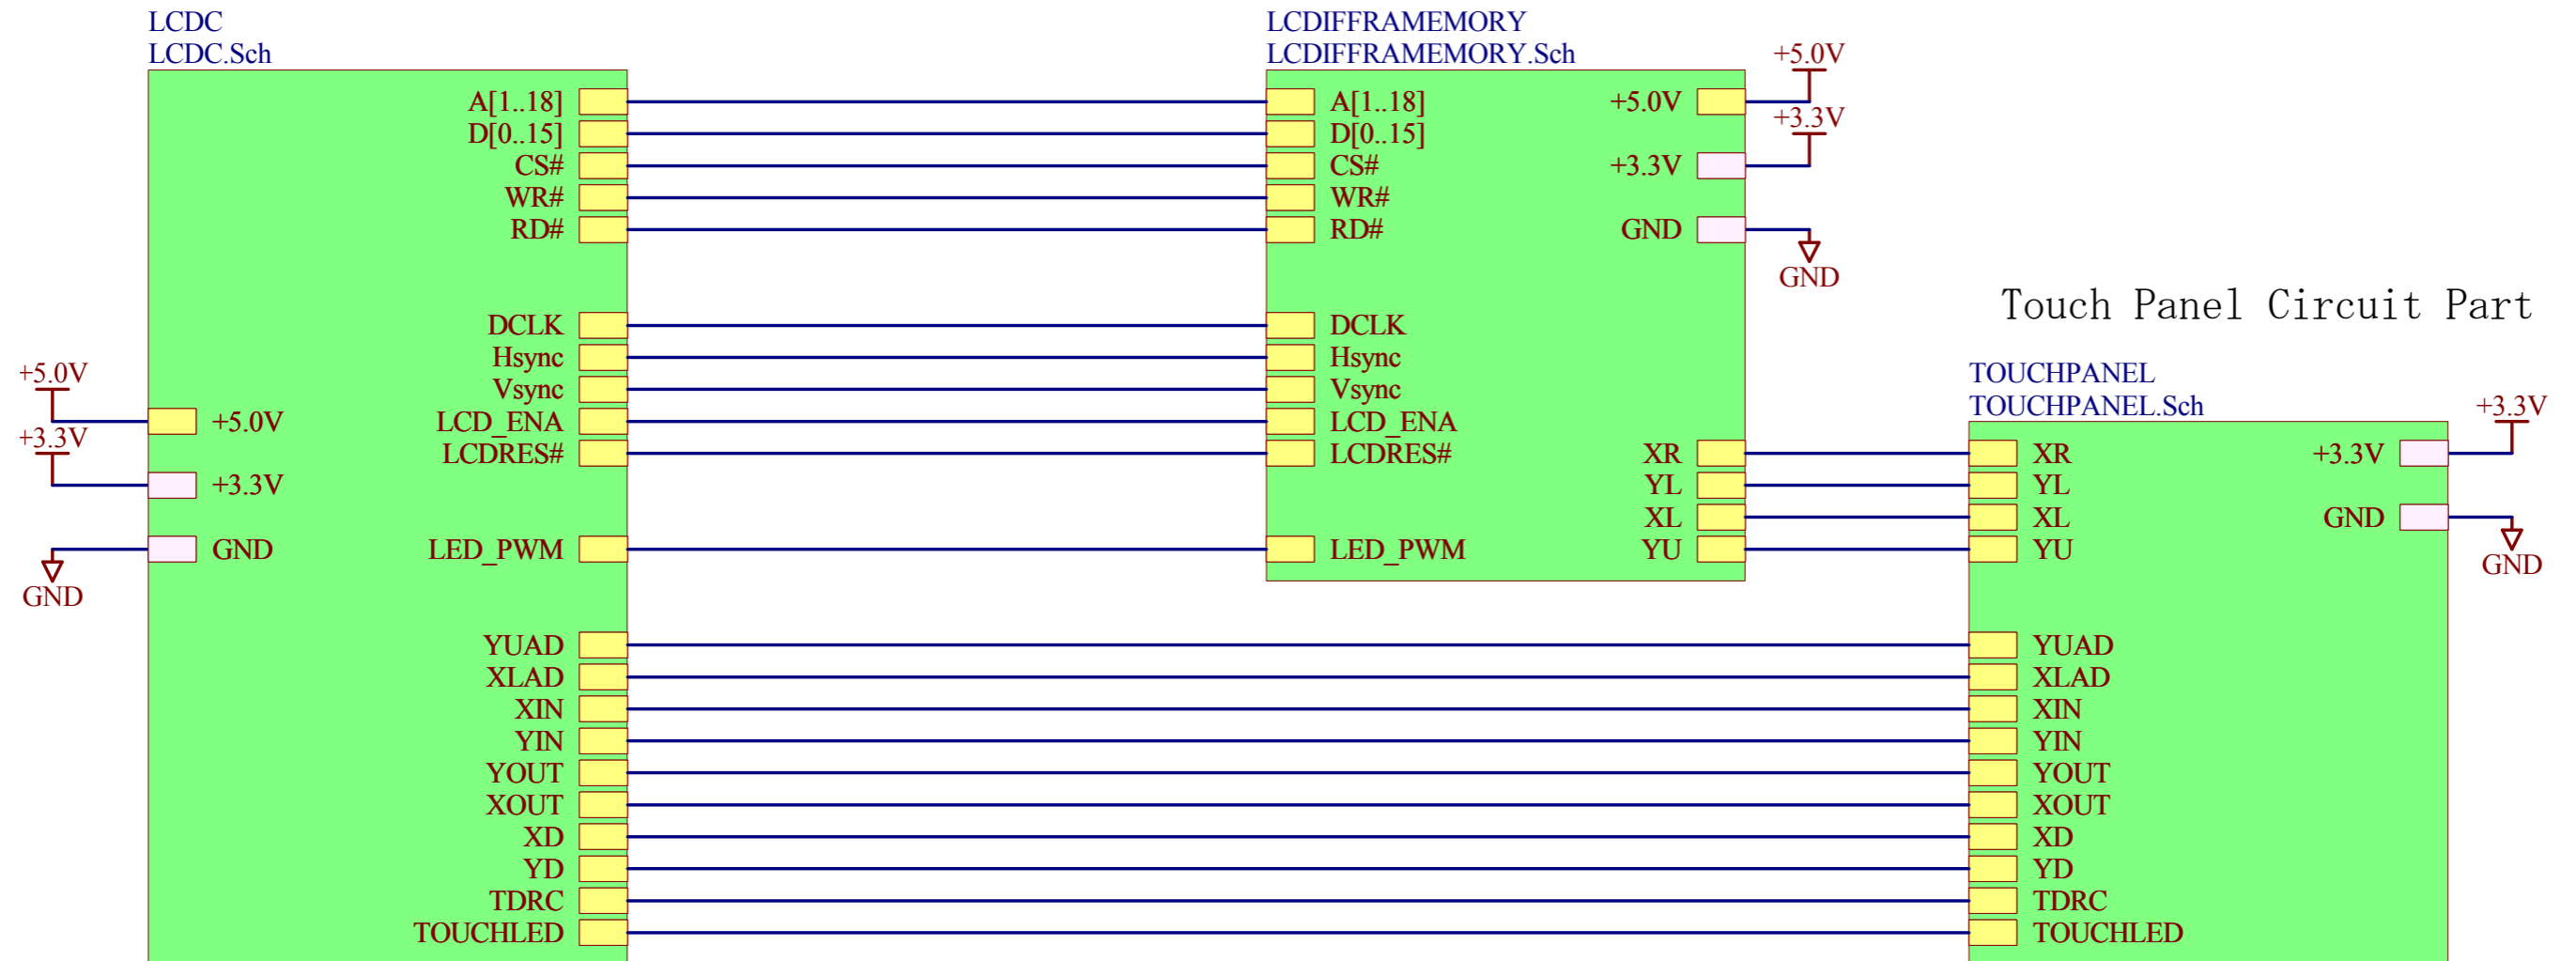 LCDC
LCDC.Sch
A[1..18]
D[0..15]
CS#
WR#
RD#
DCLK
Hsync
Vsync
LCD_ENA
LCDRES#
LED_PWM
YUAD
XLAD
XIN
YIN
YOUT
XOUT
XD
YD
TDRC
TOUCHLED
+5.0V
+5.0V
+3.3V
+3.3V
GND
GND
LCDIFFRAMEMORY
LCDIFFRAMEMORY.Sch
A[1..18]
D[0..15]
CS#
WR#
RD#
DCLK
Hsync
Vsync
LCD_ENA
LCDRES#
LED_PWM
+5.0V
+5.0V
+3.3V
+3.3V
GND
GND
XR
YL
XL
YU
Touch Panel Circuit Part
TOUCHPANEL
TOUCHPANEL.Sch
XR
YL
XL
YU
+3.3V
+3.3V
GND
GND
YUAD
XLAD
XIN
YIN
YOUT
XOUT
XD
YD
TDRC
TOUCHLED